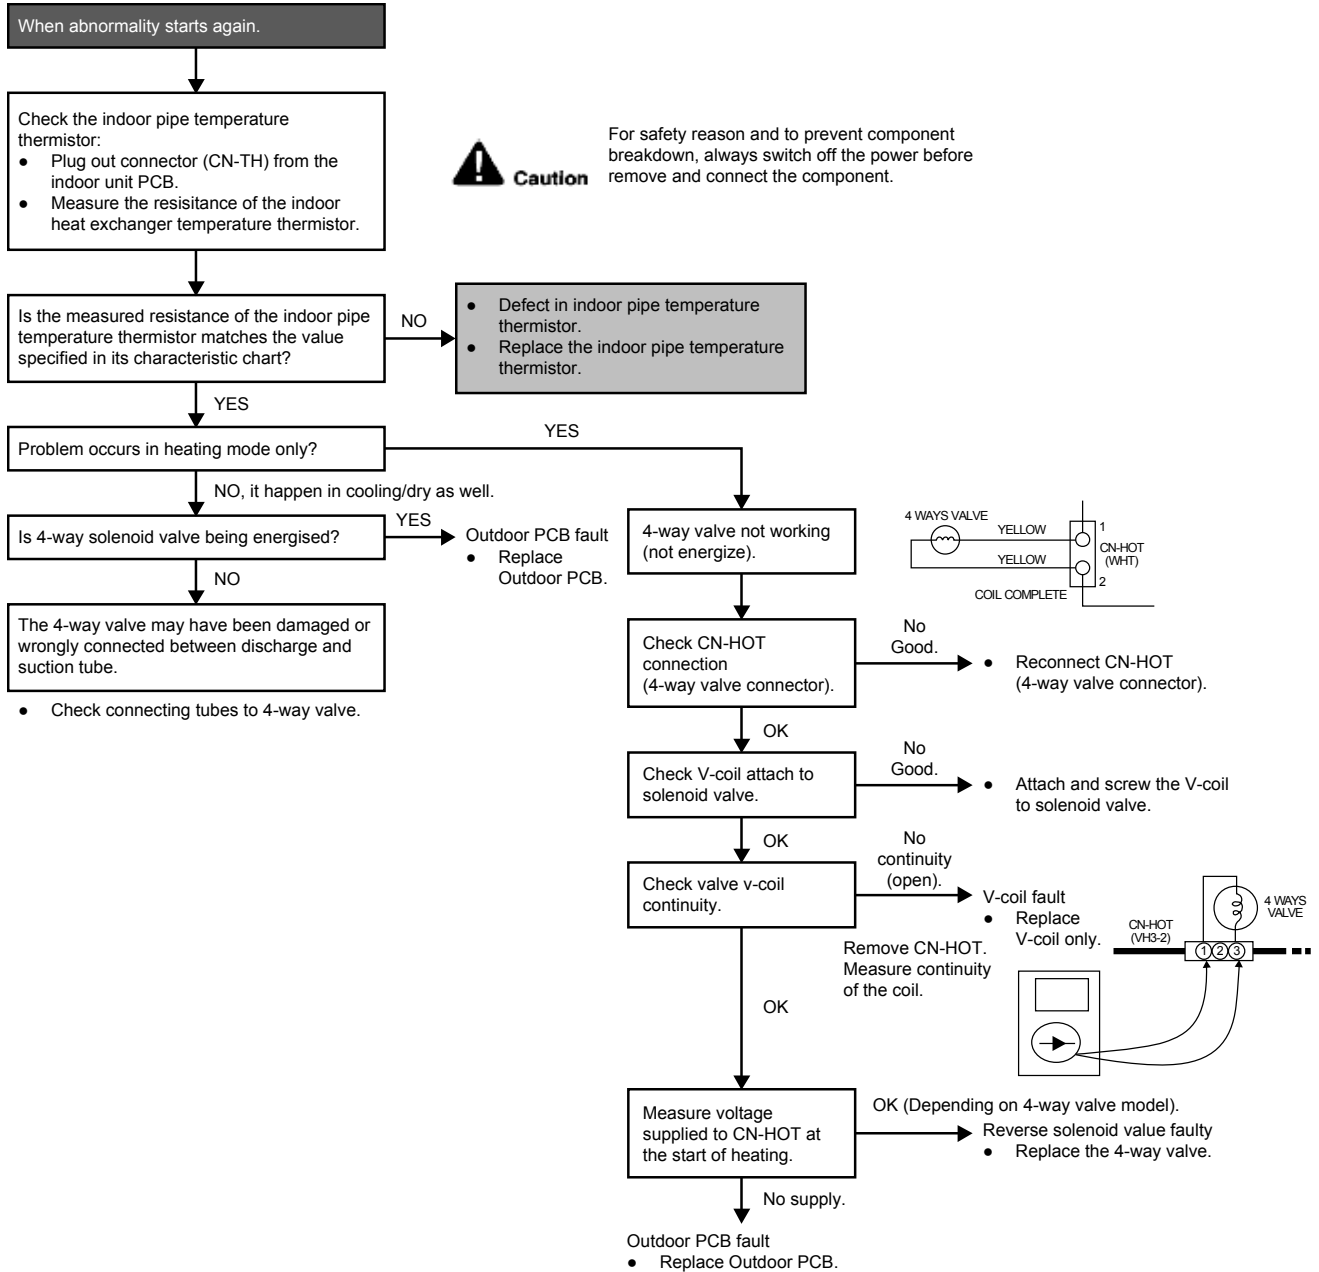 When abnormality starts again.
Check the indoor pipe temperature
thermistor:
● Plug out connector (CN-TH) from the
indoor unit PCB.
● Measure the resisitance of the indoor
heat exchanger temperature thermistor.
Caution
For safety reason and to prevent component
breakdown, always switch off the power before
remove and connect the component.
Is the measured resistance of the indoor pipe
temperature thermistor matches the value
specified in its characteristic chart?
NO
● Defect in indoor pipe temperature
thermistor.
● Replace the indoor pipe temperature
thermistor.
YES
Problem occurs in heating mode only?
YES
NO, it happen in cooling/dry as well.
Is 4-way solenoid valve being energised?
YES
Outdoor PCB fault
● Replace
Outdoor PCB.
NO
The 4-way valve may have been damaged or
wrongly connected between discharge and
suction tube.
● Check connecting tubes to 4-way valve.
4-way valve not working
(not energize).
4 WAYS VALVE
YELLOW
YELLOW
COIL COMPLETE
1
CN-HOT
(WHT)
2
Check CN-HOT
connection
(4-way valve connector).
No
Good.
● Reconnect CN-HOT
(4-way valve connector).
OK
Check V-coil attach to
solenoid valve.
No
Good.
● Attach and screw the V-coil
to solenoid valve.
OK
Check valve v-coil
continuity.
No
continuity
(open).
V-coil fault
● Replace
V-coil only.
Remove CN-HOT.
Measure continuity
of the coil.
CN-HOT
(VH3-2)
4 WAYS
VALVE
1 2 3
OK
Measure voltage
supplied to CN-HOT at
the start of heating.
OK (Depending on 4-way valve model).
Reverse solenoid value faulty
● Replace the 4-way valve.
No supply.
Outdoor PCB fault
● Replace Outdoor PCB.